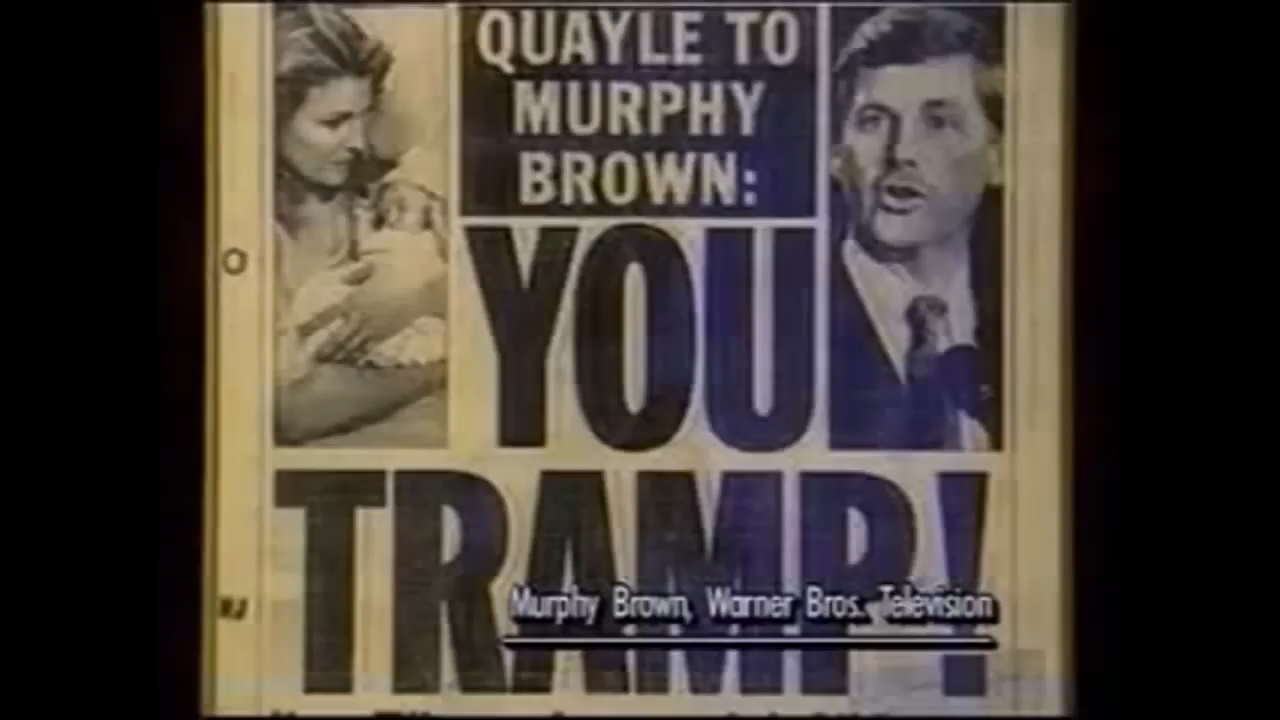 QUAYLE TO
MURPHY
BROWN:
YOU
TRAMP!
Murphy Brown, Warner Bros. Television